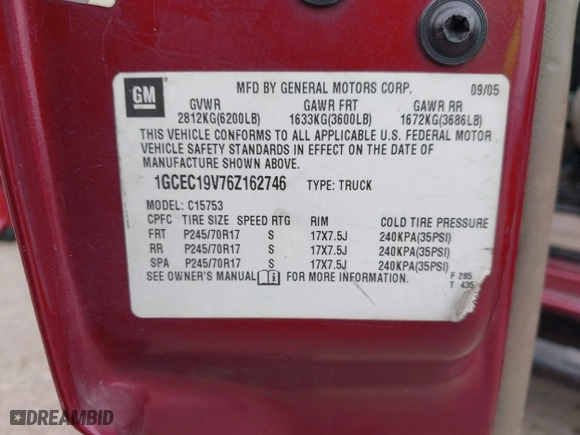 GM
MFD BY GENERAL MOTORS CORP. 09/05
GVWR GAWR FRT GAWR RR
2812KG(6200LB) 1633KG(3600LB) 1672KG(3686LB)
THIS VEHICLE CONFORMS TO ALL APPLICABLE U.S. FEDERAL MOTOR
VEHICLE SAFETY STANDARDS IN EFFECT ON THE DATE OF
MANUFACTURE SHOWN ABOVE.
1GCEC19V76Z162746 TYPE: TRUCK
MODEL: C15753
CPFC TIRE SIZE SPEED RTG RIM COLD TIRE PRESSURE
FRT P245/70R17 S 17X7.5J 240KPA(35PSI)
RR P245/70R17 S 17X7.5J 240KPA(35PSI)
SPA P245/70R17 S 17X7.5J 240KPA(35PSI)
SEE OWNER'S MANUAL FOR MORE INFORMATION.
F 285
T 435
DREAMBID